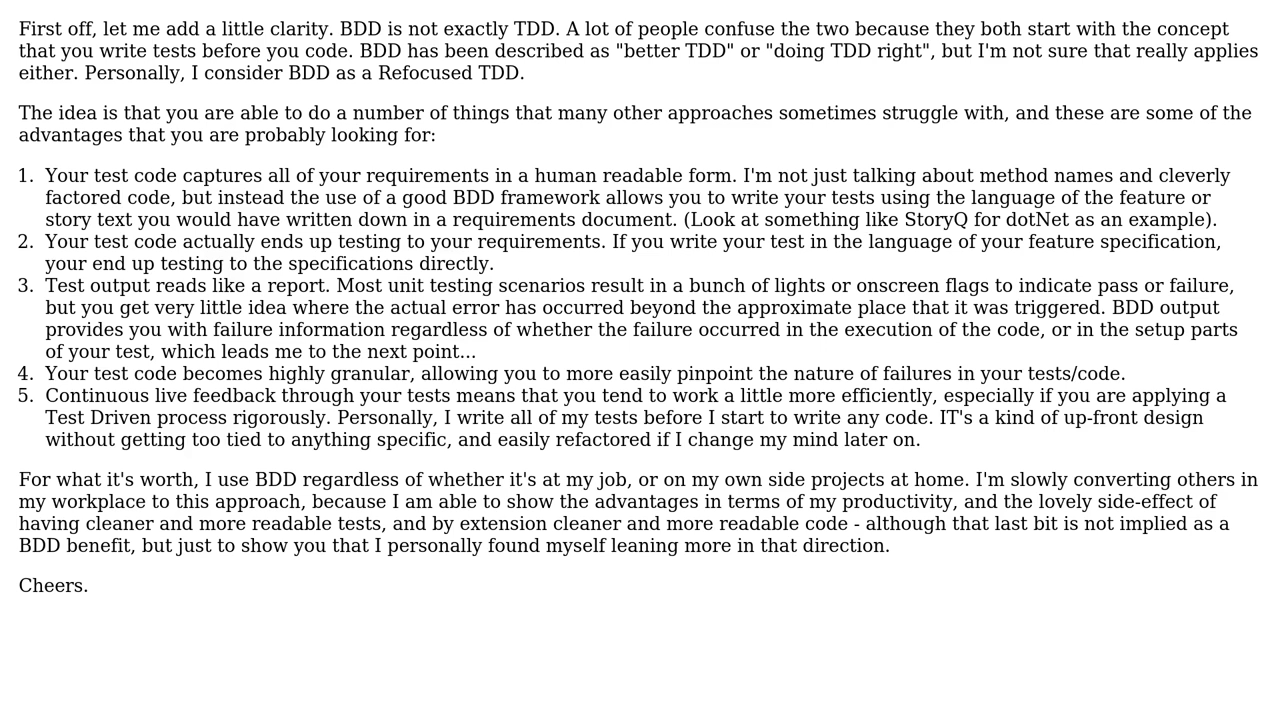 First off, let me add a little clarity. BDD is not exactly TDD. A lot of people confuse the two because they both start with the concept
that you write tests before you code. BDD has been described as "better TDD" or "doing TDD right", but I'm not sure that really applies
either. Personally, I consider BDD as a Refocused TDD.
The idea is that you are able to do a number of things that many other approaches sometimes struggle with, and these are some of the
advantages that you are probably looking for:
1. Your test code captures all of your requirements in a human readable form. I'm not just talking about method names and cleverly
factored code, but instead the use of a good BDD framework allows you to write your tests using the language of the feature or
story text you would have written down in a requirements document. (Look at something like StoryQ for dotNet as an example).
2. Your test code actually ends up testing to your requirements. If you write your test in the language of your feature specification,
your end up testing to the specifications directly.
3. Test output reads like a report. Most unit testing scenarios result in a bunch of lights or onscreen flags to indicate pass or failure,
but you get very little idea where the actual error has occurred beyond the approximate place that it was triggered. BDD output
provides you with failure information regardless of whether the failure occurred in the execution of the code, or in the setup parts
of your test, which leads me to the next point...
4. Your test code becomes highly granular, allowing you to more easily pinpoint the nature of failures in your tests/code.
5. Continuous live feedback through your tests means that you tend to work a little more efficiently, especially if you are applying a
Test Driven process rigorously. Personally, I write all of my tests before I start to write any code. IT's a kind of up-front design
without getting too tied to anything specific, and easily refactored if I change my mind later on.
For what it's worth, I use BDD regardless of whether it's at my job, or on my own side projects at home. I'm slowly converting others in
my workplace to this approach, because I am able to show the advantages in terms of my productivity, and the lovely side-effect of
having cleaner and more readable tests, and by extension cleaner and more readable code - although that last bit is not implied as a
BDD benefit, but just to show you that I personally found myself leaning more in that direction.
Cheers.